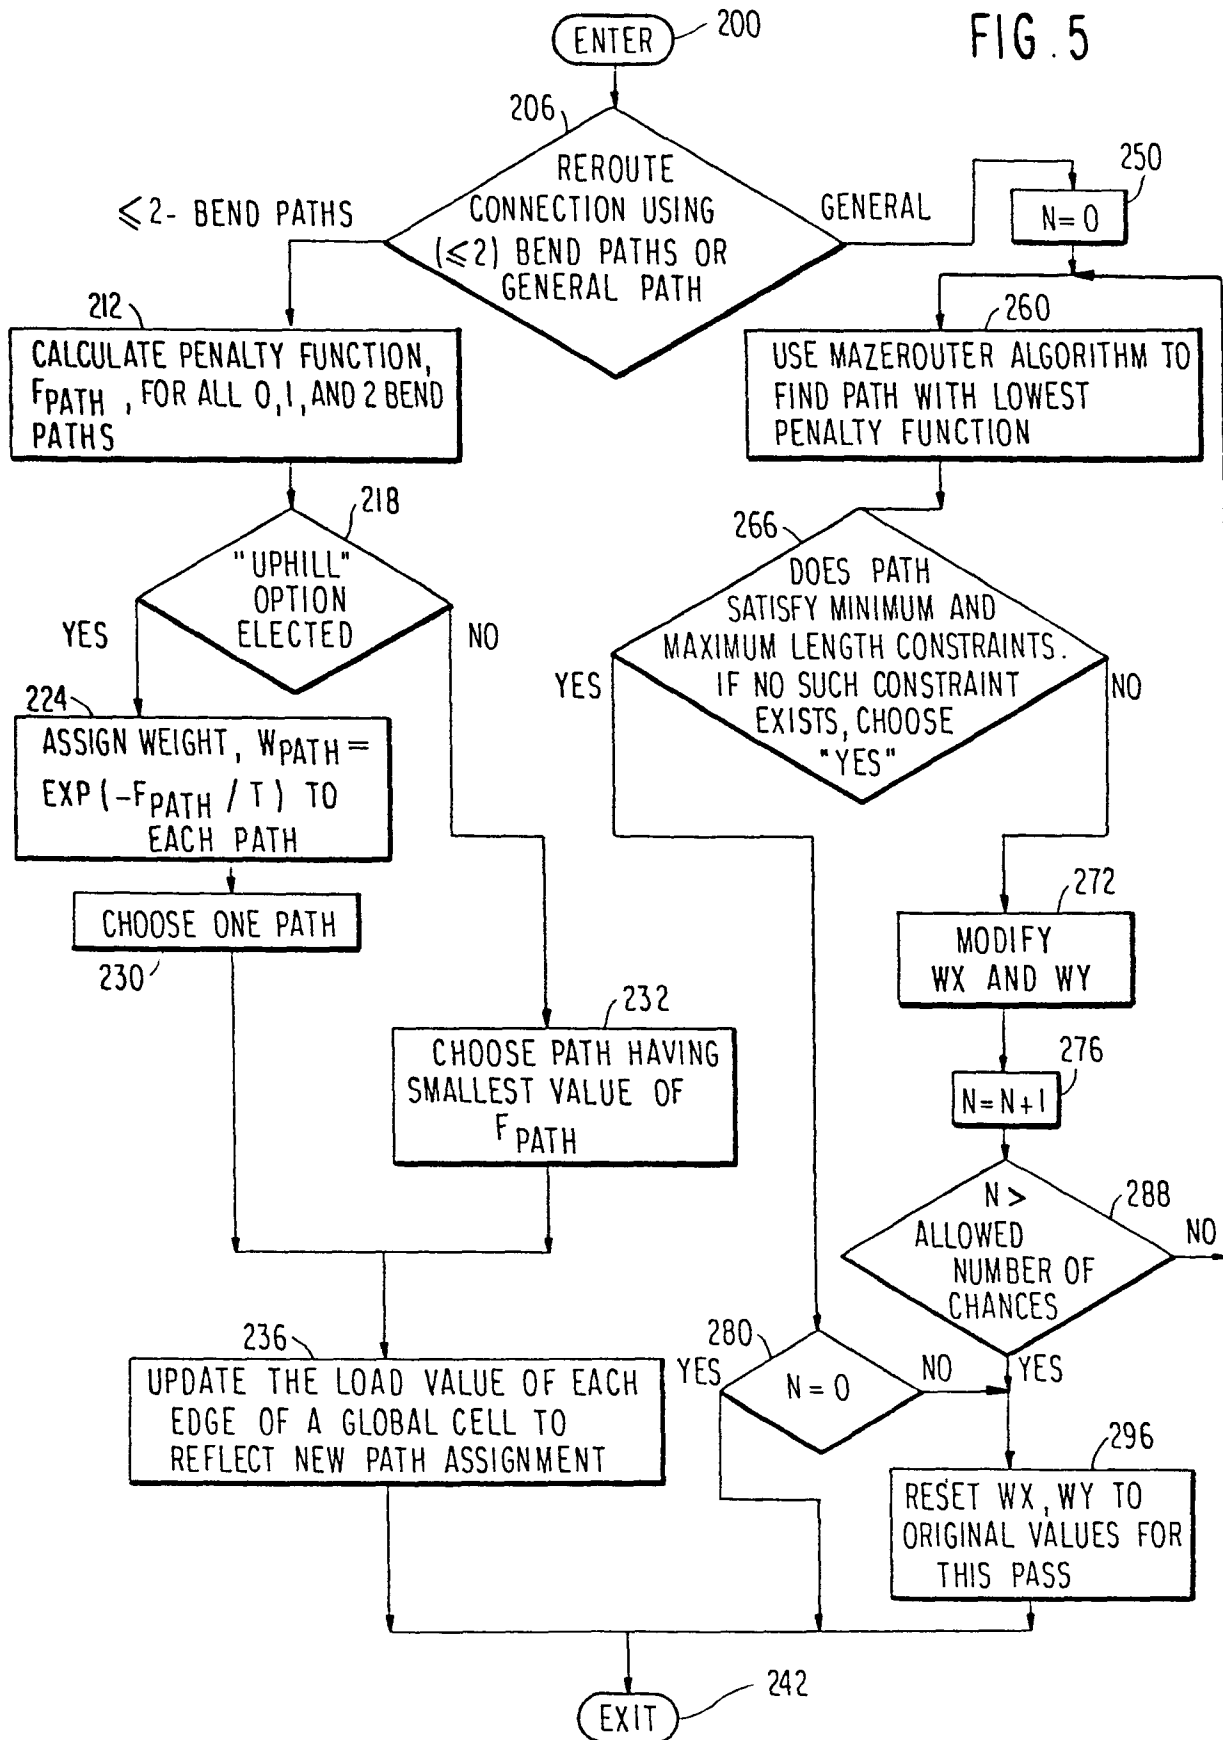 FIG. 5
ENTER
200
206
REROUTE
CONNECTION USING
(≤2) BEND PATHS OR
GENERAL PATH
≤2- BEND PATHS
GENERAL
250
N=0
212
CALCULATE PENALTY FUNCTION,
FPATH, FOR ALL 0,1, AND 2 BEND
PATHS
260
USE MAZEROUTER ALGORITHM TO
FIND PATH WITH LOWEST
PENALTY FUNCTION
218
"UPHILL"
OPTION
ELECTED
YES
NO
266
DOES PATH
SATISFY MINIMUM AND
MAXIMUM LENGTH CONSTRAINTS.
IF NO SUCH CONSTRAINT
EXISTS, CHOOSE
"YES"
YES
NO
224
ASSIGN WEIGHT, WPATH=
EXP(-FPATH / T) TO
EACH PATH
CHOOSE ONE PATH
230
232
CHOOSE PATH HAVING
SMALLEST VALUE OF
FPATH
272
MODIFY
WX AND WY
276
N=N+1
N >
ALLOWED
NUMBER OF
CHANCES
288
NO
YES
236
UPDATE THE LOAD VALUE OF EACH
EDGE OF A GLOBAL CELL TO
REFLECT NEW PATH ASSIGNMENT
280
YES
N=0
NO
296
RESET WX, WY TO
ORIGINAL VALUES FOR
THIS PASS
EXIT
242